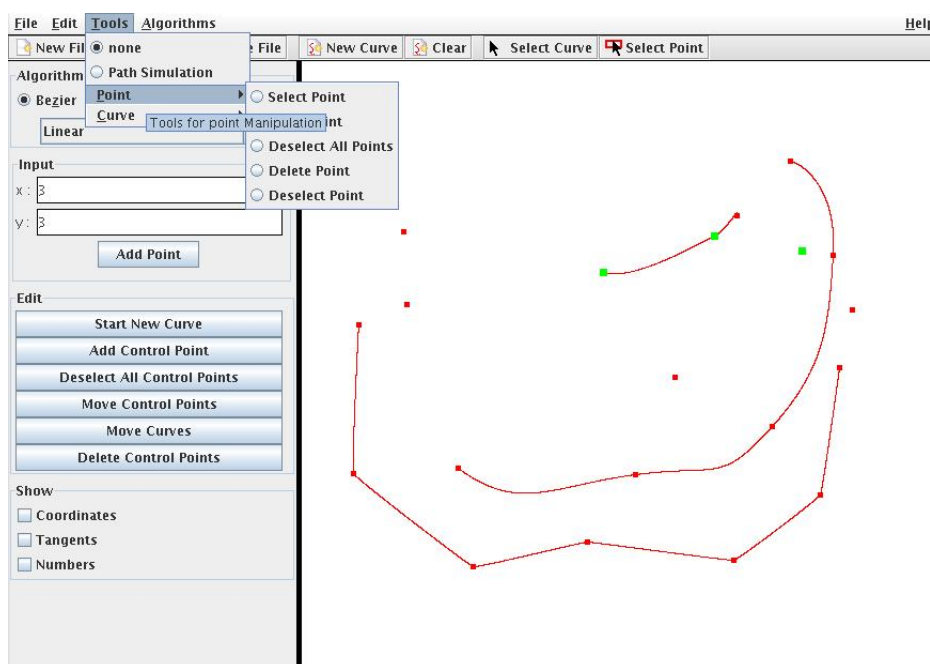 File Edit Tools Algorithms Help
New Fil File New Curve Clear Select Curve Select Point
none
Path Simulation
Algorithm
Point Select Point
Bezier
Curve
Tools for point Manipulation
Linear
Deselect All Points
Input
Delete Point
x : 3
Deselect Point
y : 3
Add Point
Edit
Start New Curve
Add Control Point
Deselect All Control Points
Move Control Points
Move Curves
Delete Control Points
Show
Coordinates
Tangents
Numbers